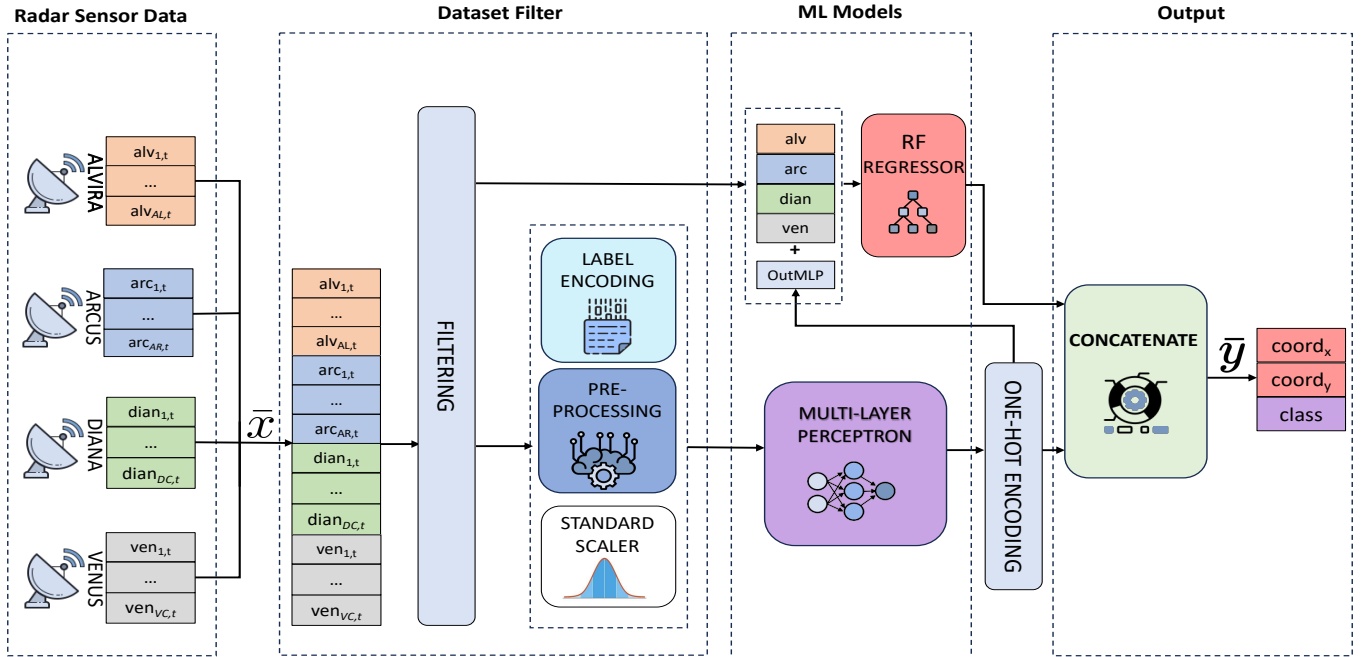 Radar Sensor Data
Dataset Filter
ML Models
Output
ALVIRA
alv1,t
...
alvAL,t
ARCUS
arc1,t
...
arcAR,t
DIANA
dian1,t
...
dianDC,t
VENUS
ven1,t
...
venVC,t
x̄
alv1,t
...
alvAL,t
arc1,t
...
arcAR,t
dian1,t
...
dianDC,t
ven1,t
...
venVC,t
FILTERING
LABEL
ENCODING
PRE-
PROCESSING
STANDARD
SCALER
alv
arc
dian
ven
+
OutMLP
RF
REGRESSOR
MULTI-LAYER
PERCEPTRON
ONE-HOT ENCODING
CONCATENATE
ȳ
coordx
coordy
class